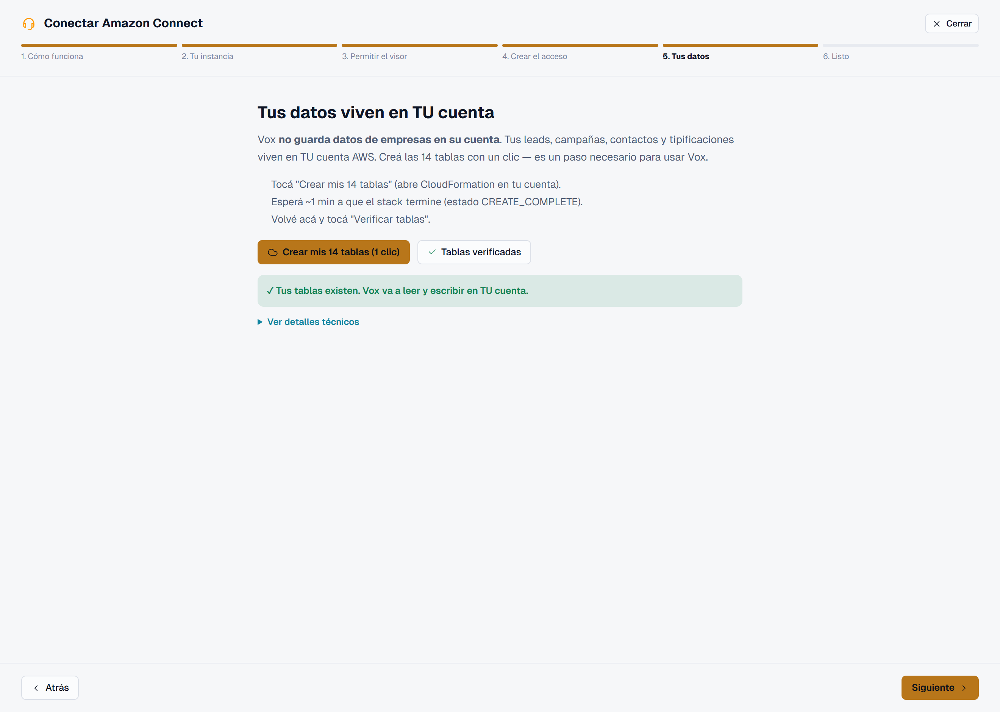 Conectar Amazon Connect
Cerrar
1. Cómo funciona
2. Tu instancia
3. Permitir el visor
4. Crear el acceso
5. Tus datos
6. Listo
Tus datos viven en TU cuenta
Vox no guarda datos de empresas en su cuenta. Tus leads, campañas, contactos y tipificaciones
viven en TU cuenta AWS. Creá las 14 tablas con un clic — es un paso necesario para usar Vox.
Tocá "Crear mis 14 tablas" (abre CloudFormation en tu cuenta).
Esperá ~1 min a que el stack termine (estado CREATE_COMPLETE).
Volvé acá y tocá "Verificar tablas".
Crear mis 14 tablas (1 clic)
Tablas verificadas
✓ Tus tablas existen. Vox va a leer y escribir en TU cuenta.
Ver detalles técnicos
Atrás
Siguiente